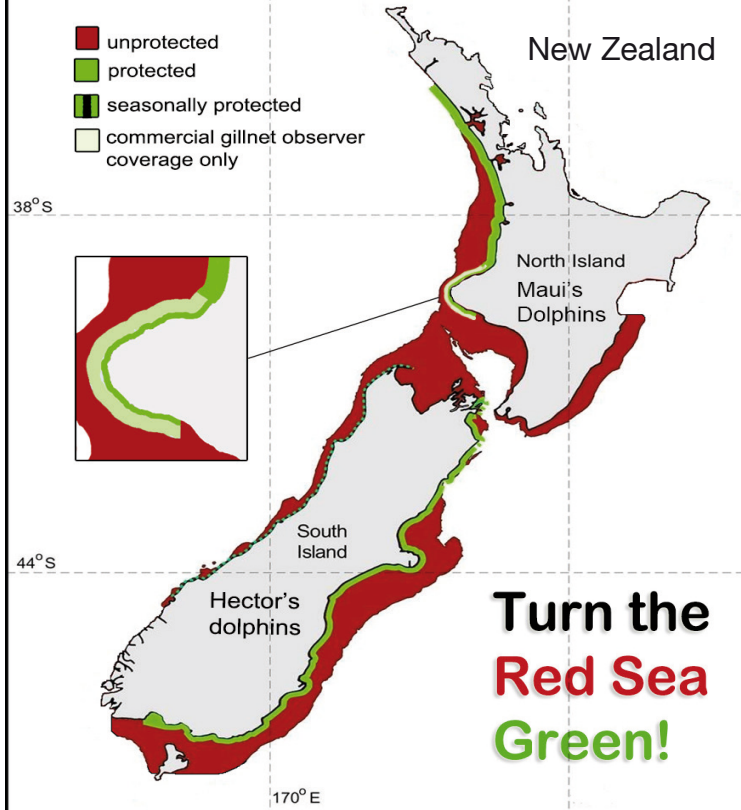 unprotected
protected
seasonally protected
commercial gillnet observer
coverage only
New Zealand
38°S
North Island
Maui's
Dolphins
South
Island
44°S
Hector's
dolphins
Turn the
Red Sea
Green!
170°E